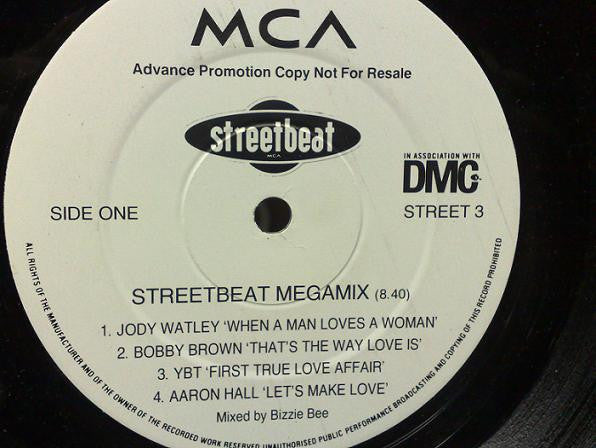 MCA
Advance Promotion Copy Not For Resale
streetbeat
MCA
IN ASSOCIATION WITH
DMC
SIDE ONE
STREET 3
STREETBEAT MEGAMIX (8.40)
1. JODY WATLEY ‘WHEN A MAN LOVES A WOMAN’
2. BOBBY BROWN ‘THAT’S THE WAY LOVE IS’
3. YBT ‘FIRST TRUE LOVE AFFAIR’
4. AARON HALL ‘LET’S MAKE LOVE’
Mixed by Bizzie Bee
ALL RIGHTS OF THE MANUFACTURER AND OF THE OWNER OF THE RECORDED WORK RESERVED. UNAUTHORISED PUBLIC PERFORMANCE BROADCASTING AND COPYING OF THIS RECORD PROHIBITED